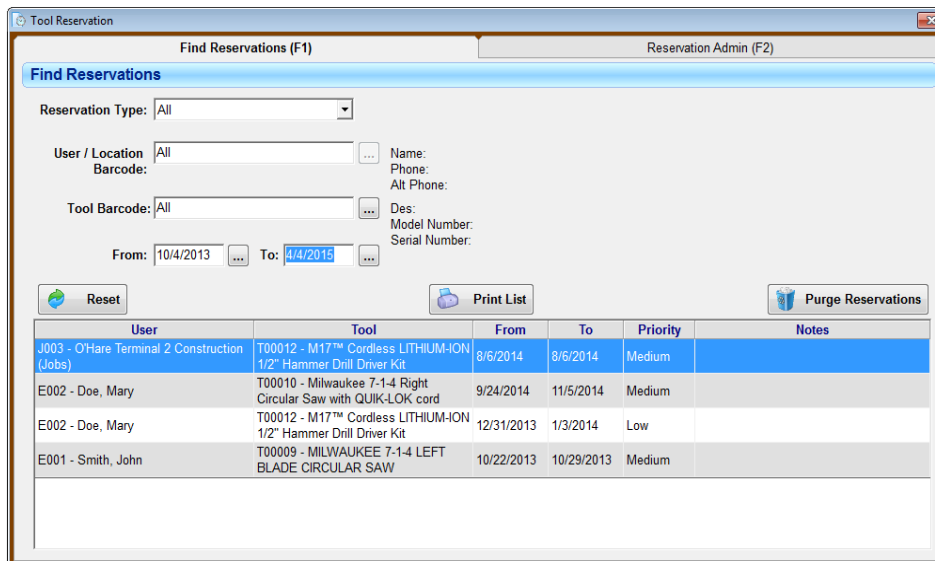 Tool Reservation
Find Reservations (F1) Reservation Admin (F2)
Find Reservations
Reservation Type: All
User / Location Barcode: All ... Name:
Phone:
Alt Phone:
Tool Barcode: All ... Des:
Model Number:
Serial Number:
From: 10/4/2013 ... To: 4/4/2015 ...
Reset Print List Purge Reservations
User Tool From To Priority Notes
J003 - O'Hare Terminal 2 Construction (Jobs) T00012 - M17™ Cordless LITHIUM-ION 1/2" Hammer Drill Driver Kit 8/6/2014 8/6/2014 Medium
E002 - Doe, Mary T00010 - Milwaukee 7-1-4 Right Circular Saw with QUIK-LOK cord 9/24/2014 11/5/2014 Medium
E002 - Doe, Mary T00012 - M17™ Cordless LITHIUM-ION 1/2" Hammer Drill Driver Kit 12/31/2013 1/3/2014 Low
E001 - Smith, John T00009 - MILWAUKEE 7-1-4 LEFT BLADE CIRCULAR SAW 10/22/2013 10/29/2013 Medium